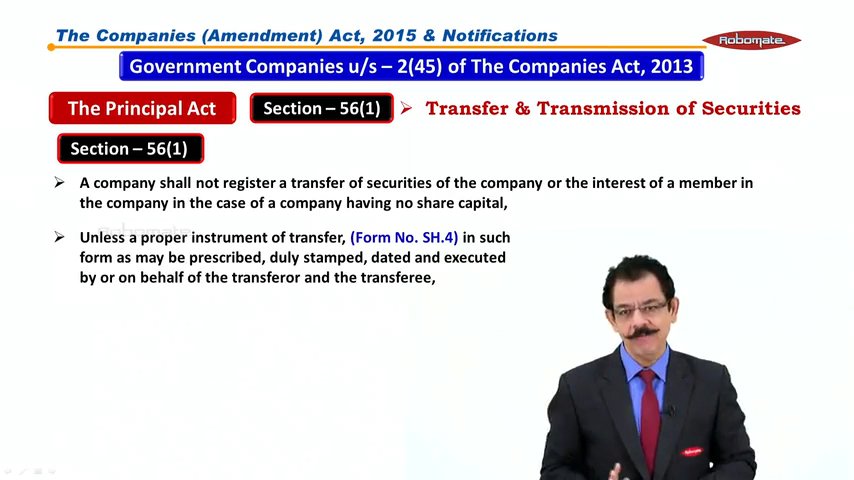 The Companies (Amendment) Act, 2015 & Notifications
Robomate
Government Companies u/s – 2(45) of The Companies Act, 2013
The Principal Act
Section – 56(1)
➢ Transfer & Transmission of Securities
Section – 56(1)
➢ A company shall not register a transfer of securities of the company or the interest of a member in
the company in the case of a company having no share capital,
Robomate
➢ Unless a proper instrument of transfer, (Form No. SH.4) in such
form as may be prescribed, duly stamped, dated and executed
by or on behalf of the transferor and the transferee,
Robomate